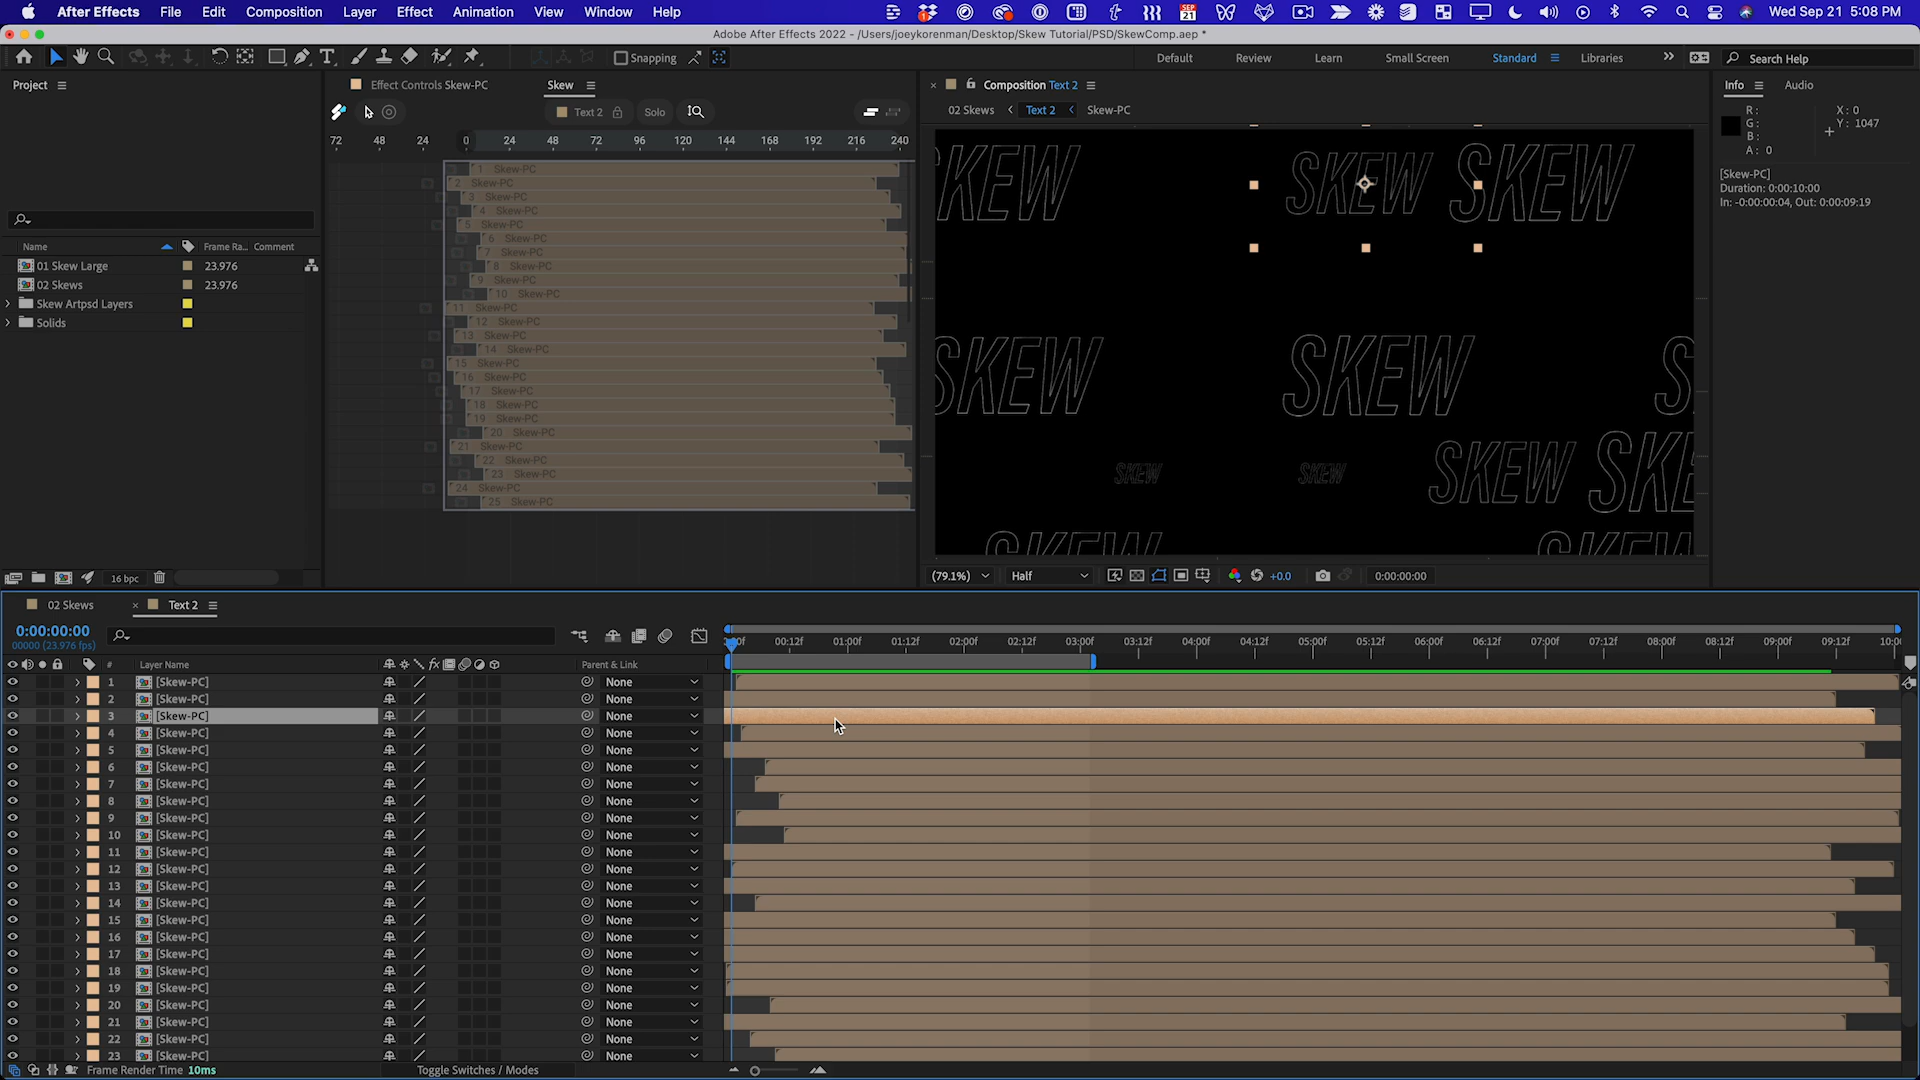 After Effects File Edit Composition Layer Effect Animation View Window Help
SEP 21
Wed Sep 21 5:08 PM
Adobe After Effects 2022 - /Users/joeykorenman/Desktop/Skew Tutorial/PSD/SkewComp.aep *
Snapping
Default Review Learn Small Screen Standard Libraries
Search Help
Project
Effect Controls Skew-PC
Skew
Composition Text 2
Info Audio
Text 2 Solo
02 Skews Text 2 Skew-PC
72 48 24 0 24 48 72 96 120 144 168 192 216 240
R:
G:
B:
A: 0
X: 0
Y: 1047
[Skew-PC]
Duration: 0:00:10:00
In: -0:00:00:04, Out: 0:00:09:19
Name Frame Ra... Comment
01 Skew Large 23.976
02 Skews 23.976
Skew Artpsd Layers
Solids
1 Skew-PC
2 Skew-PC
3 Skew-PC
4 Skew-PC
5 Skew-PC
6 Skew-PC
7 Skew-PC
8 Skew-PC
9 Skew-PC
10 Skew-PC
11 Skew-PC
12 Skew-PC
13 Skew-PC
14 Skew-PC
15 Skew-PC
16 Skew-PC
17 Skew-PC
18 Skew-PC
19 Skew-PC
20 Skew-PC
21 Skew-PC
22 Skew-PC
23 Skew-PC
24 Skew-PC
25 Skew-PC
SKEW SKEW SKEW
SKEW SKEW S
SKEW SKEW SKEW SKE
SKEW SKEW
16 bpc
(79.1%) Half +0.0 0:00:00:00
02 Skews Text 2
0:00:00:00
00000 (23.976 fps)
:00f 00:12f 01:00f 01:12f 02:00f 02:12f 03:00f 03:12f 04:00f 04:12f 05:00f 05:12f 06:00f 06:12f 07:00f 07:12f 08:00f 08:12f 09:00f 09:12f 10:0
# Layer Name fx Parent & Link
1 [Skew-PC] None
2 [Skew-PC] None
3 [Skew-PC] None
4 [Skew-PC] None
5 [Skew-PC] None
6 [Skew-PC] None
7 [Skew-PC] None
8 [Skew-PC] None
9 [Skew-PC] None
10 [Skew-PC] None
11 [Skew-PC] None
12 [Skew-PC] None
13 [Skew-PC] None
14 [Skew-PC] None
15 [Skew-PC] None
16 [Skew-PC] None
17 [Skew-PC] None
18 [Skew-PC] None
19 [Skew-PC] None
20 [Skew-PC] None
21 [Skew-PC] None
22 [Skew-PC] None
23 [Skew-PC] None
Frame Render Time 10ms
Toggle Switches / Modes